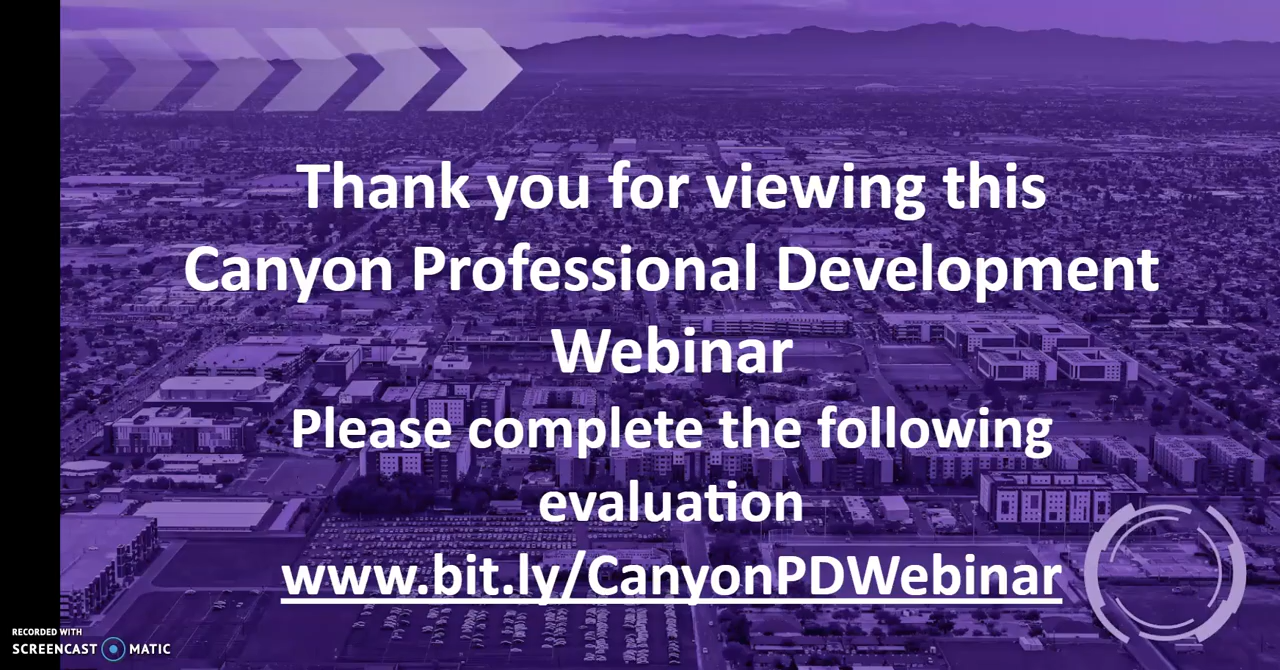 Thank you for viewing this
Canyon Professional Development
Webinar
Please complete the following
evaluation
www.bit.ly/CanyonPDWebinar
RECORDED WITH
SCREENCAST MATIC